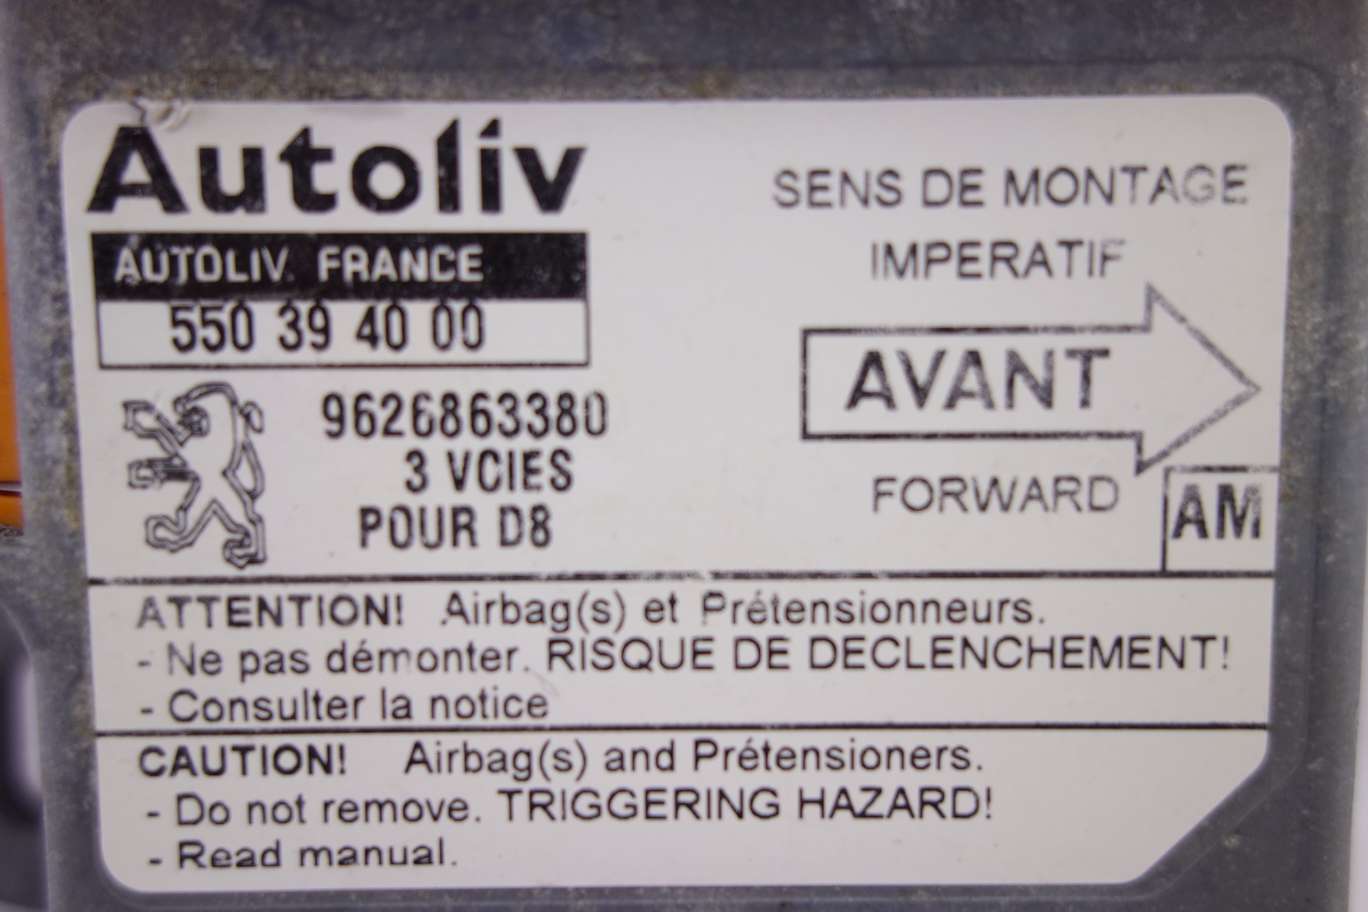 Autoliv
AUTOLIV FRANCE
550 39 40 00
9626863380
3 VCIES
POUR D8
SENS DE MONTAGE
IMPERATIF
AVANT
FORWARD
AM
ATTENTION! Airbag(s) et Prétensionneurs.
- Ne pas démonter. RISQUE DE DECLENCHEMENT!
- Consulter la notice
CAUTION! Airbag(s) and Prétensioners.
- Do not remove. TRIGGERING HAZARD!
- Read manual.